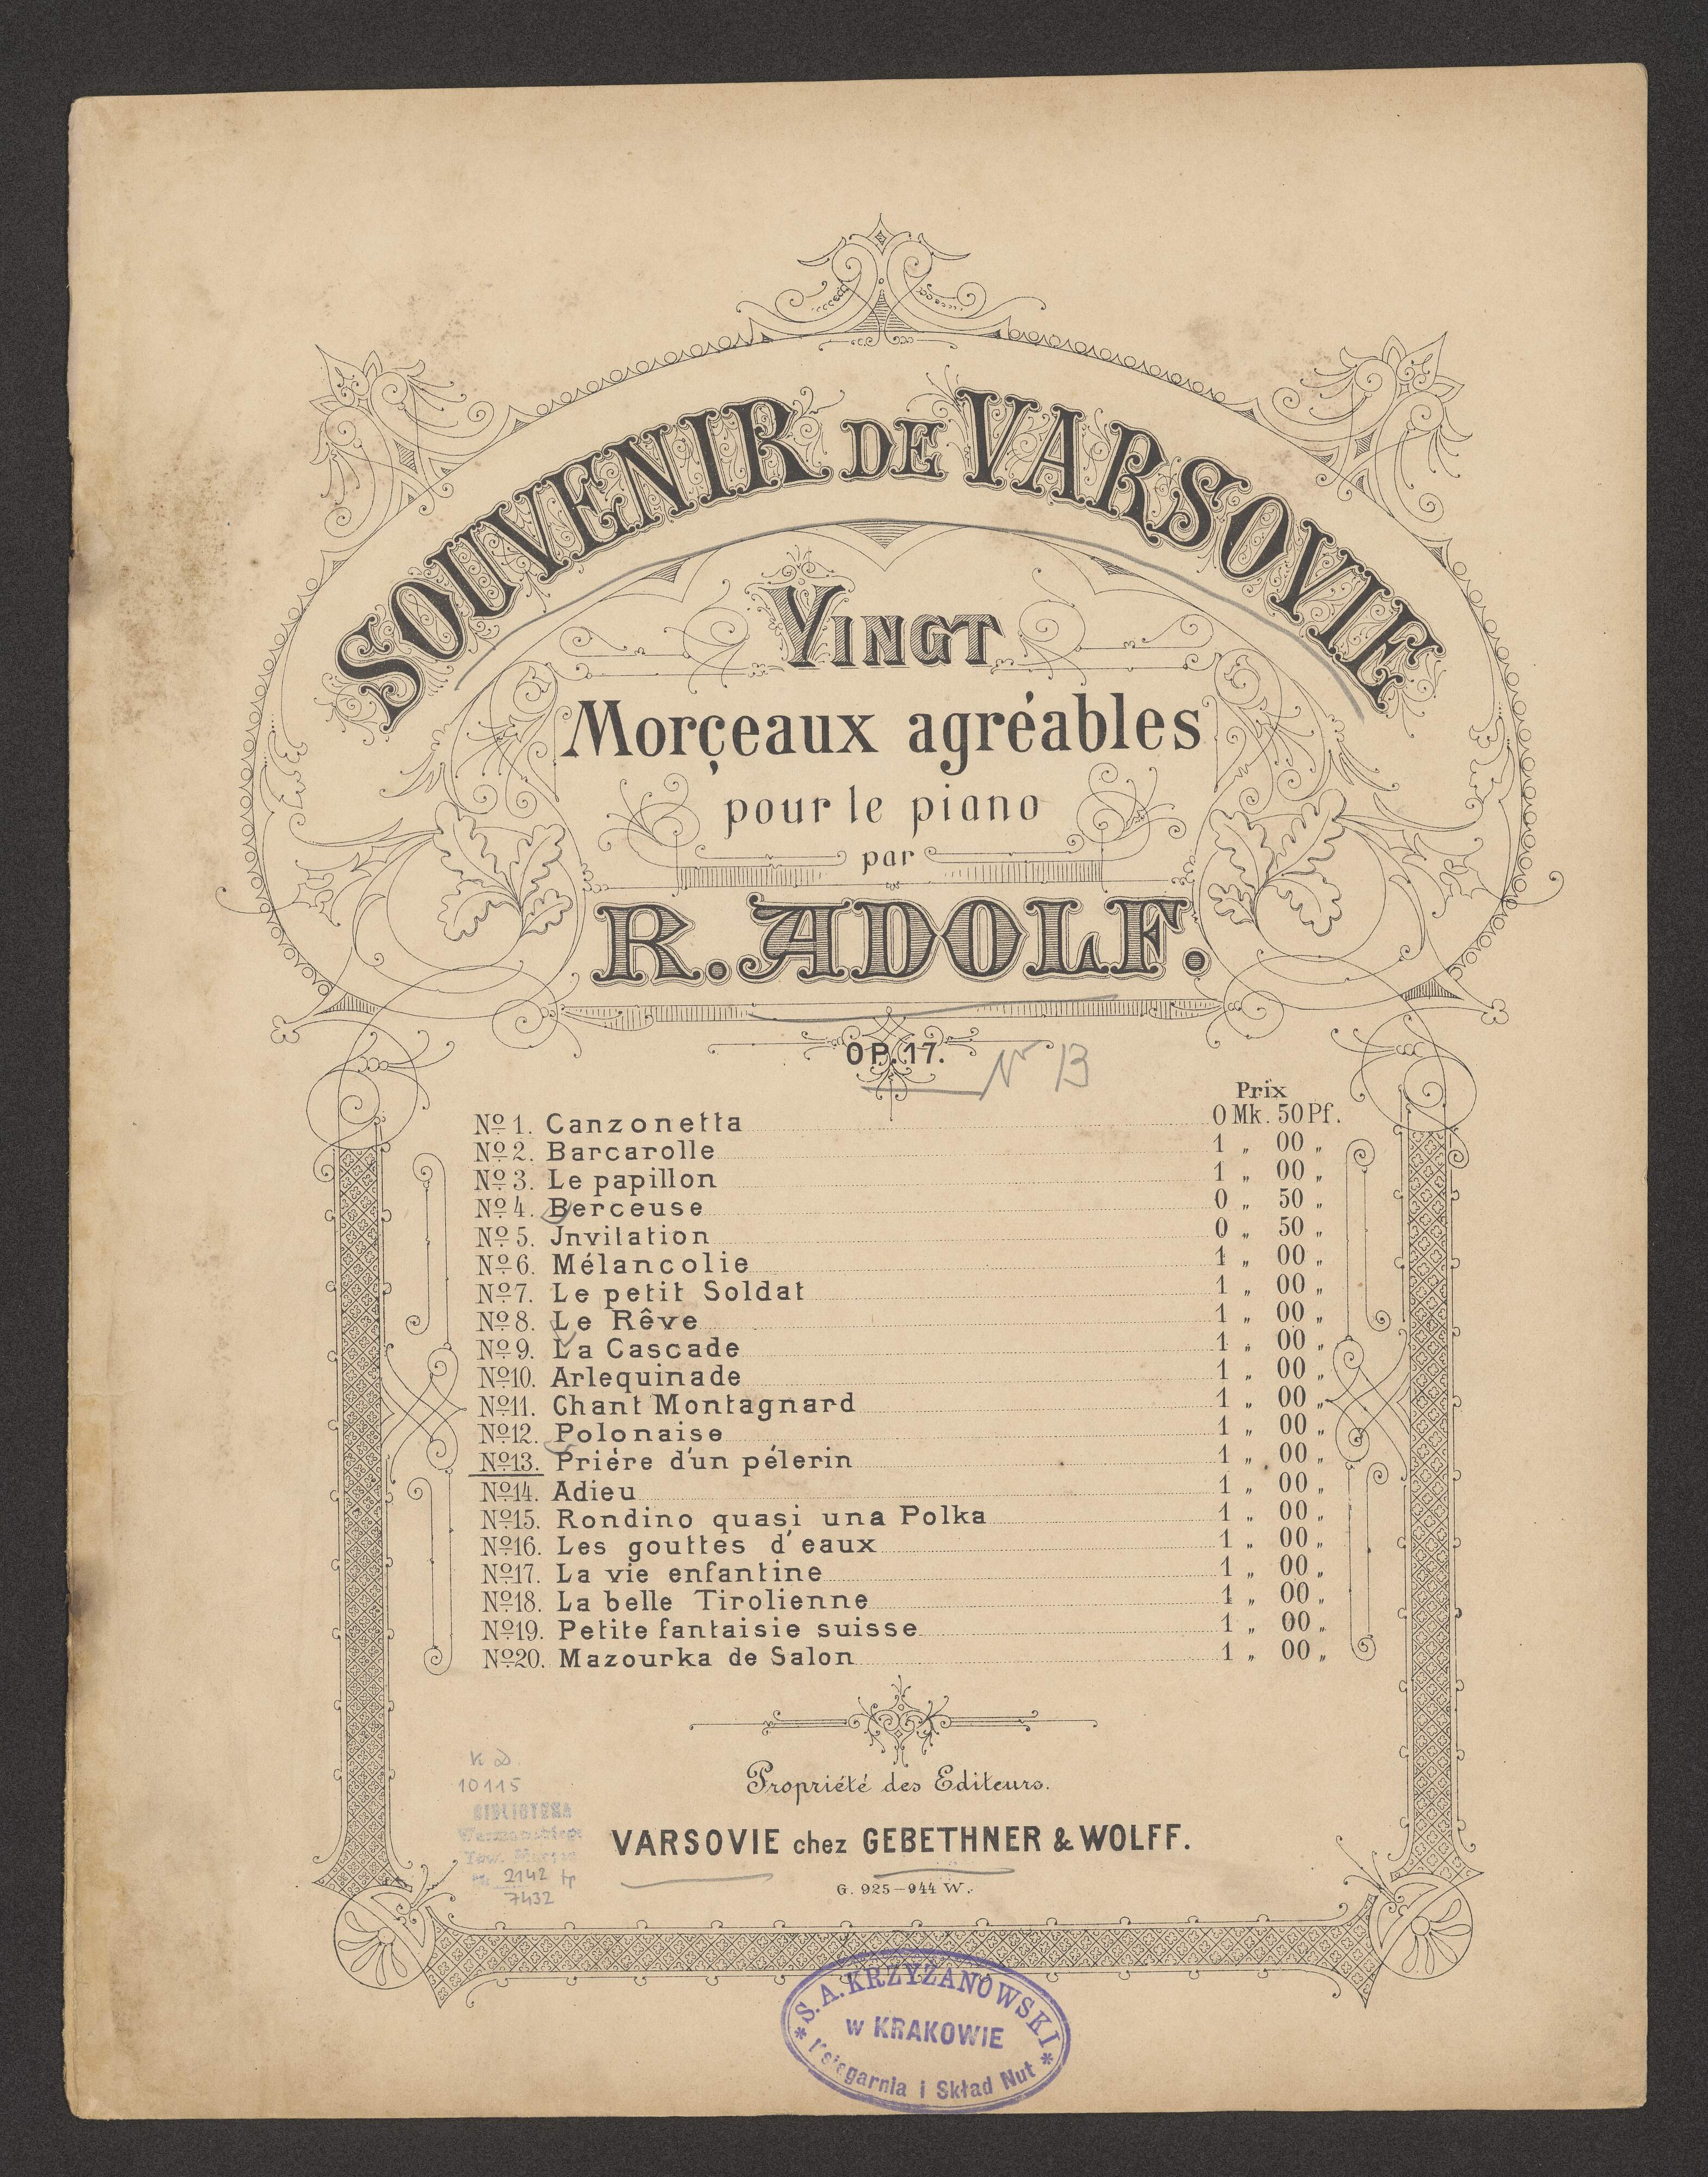 SOUVENIR DE VARSOVIE
VINGT
Morçeaux agréables
pour le piano
par
R. ADOLF.
OP. 17. Nr 13
Prix
No 1. Canzonetta 0 Mk. 50 Pf.
No 2. Barcarolle 1 „ 00 „
No 3. Le papillon 1 „ 00 „
No 4. Berceuse 0 „ 50 „
No 5. Jnvitation 0 „ 50 „
No 6. Mélancolie 1 „ 00 „
No 7. Le petit Soldat 1 „ 00 „
No 8. Le Rêve 1 „ 00 „
No 9. La Cascade 1 „ 00 „
No 10. Arlequinade 1 „ 00 „
No 11. Chant Montagnard 1 „ 00 „
No 12. Polonaise 1 „ 00 „
No 13. Prière d'un pélerin 1 „ 00 „
No 14. Adieu 1 „ 00 „
No 15. Rondino quasi una Polka 1 „ 00 „
No 16. Les gouttes d'eaux 1 „ 00 „
No 17. La vie enfantine 1 „ 00 „
No 18. La belle Tirolienne 1 „ 00 „
No 19. Petite fantaisie suisse 1 „ 00 „
No 20. Mazourka de Salon 1 „ 00 „
Propriété des Editeurs.
VARSOVIE chez GEBETHNER & WOLFF.
G. 925–944 W.
K D.
10115
BIBLIOTEKA
2142
7432
S. A. KRZYŻANOWSKI
w KRAKOWIE
Księgarnia i Skład Nut